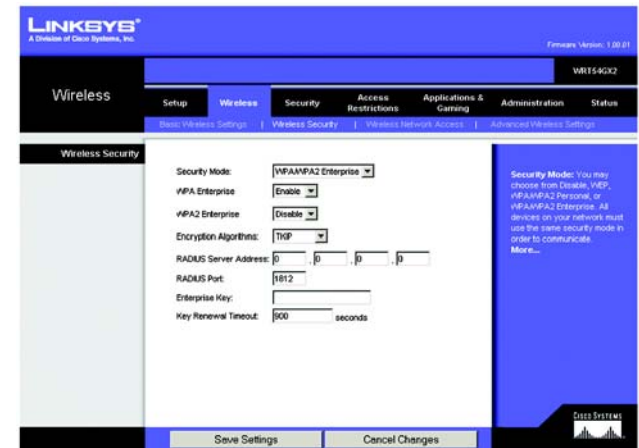 LINKSYS®
A Division of Cisco Systems, Inc.
Firmware Version: 1.00.01
WRT54GX2
Wireless
Setup Wireless Security Access Restrictions Applications & Gaming Administration Status
Basic Wireless Settings | Wireless Security | Wireless Network Access | Advanced Wireless Settings
Wireless Security
Security Mode: WPA/WPA2 Enterprise
WPA Enterprise Enable
WPA2 Enterprise Disable
Encryption Algorithms: TKIP
RADIUS Server Address: 0 . 0 . 0 . 0
RADIUS Port: 1812
Enterprise Key:
Key Renewal Timeout: 900 seconds
Security Mode: You may
choose from Disable, WEP,
WPA/WPA2 Personal, or
WPA/WPA2 Enterprise. All
devices on your network must
use the same security mode in
order to communicate.
More...
CISCO SYSTEMS
Save Settings Cancel Changes